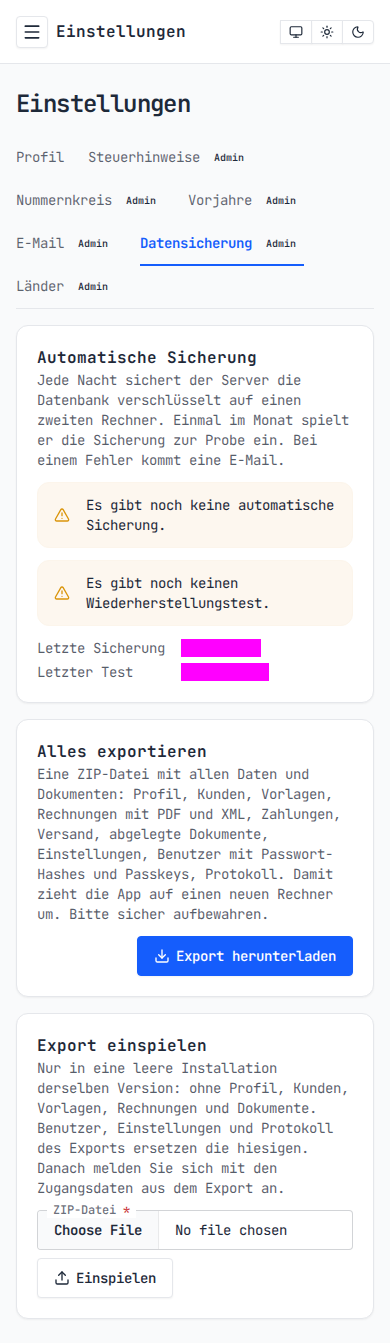 Einstellungen
Einstellungen
Profil Steuerhinweise Admin
Nummernkreis Admin Vorjahre Admin
E-Mail Admin Datensicherung Admin
Länder Admin
Automatische Sicherung
Jede Nacht sichert der Server die
Datenbank verschlüsselt auf einen
zweiten Rechner. Einmal im Monat spielt
er die Sicherung zur Probe ein. Bei
einem Fehler kommt eine E-Mail.
Es gibt noch keine automatische
Sicherung.
Es gibt noch keinen
Wiederherstellungstest.
Letzte Sicherung
Letzter Test
Alles exportieren
Eine ZIP-Datei mit allen Daten und
Dokumenten: Profil, Kunden, Vorlagen,
Rechnungen mit PDF und XML, Zahlungen,
Versand, abgelegte Dokumente,
Einstellungen, Benutzer mit Passwort-
Hashes und Passkeys, Protokoll. Damit
zieht die App auf einen neuen Rechner
um. Bitte sicher aufbewahren.
Export herunterladen
Export einspielen
Nur in eine leere Installation
derselben Version: ohne Profil, Kunden,
Vorlagen, Rechnungen und Dokumente.
Benutzer, Einstellungen und Protokoll
des Exports ersetzen die hiesigen.
Danach melden Sie sich mit den
Zugangsdaten aus dem Export an.
ZIP-Datei *
Choose File No file chosen
Einspielen